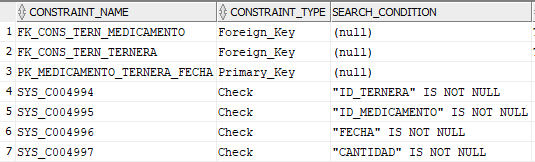 CONSTRAINT_NAME CONSTRAINT_TYPE SEARCH_CONDITION
1 FK_CONS_TERN_MEDICAMENTO Foreign_Key (null)
2 FK_CONS_TERN_TERNERA Foreign_Key (null)
3 PK_MEDICAMENTO_TERNERA_FECHA Primary_Key (null)
4 SYS_C004994 Check "ID_TERNERA" IS NOT NULL
5 SYS_C004995 Check "ID_MEDICAMENTO" IS NOT NULL
6 SYS_C004996 Check "FECHA" IS NOT NULL
7 SYS_C004997 Check "CANTIDAD" IS NOT NULL